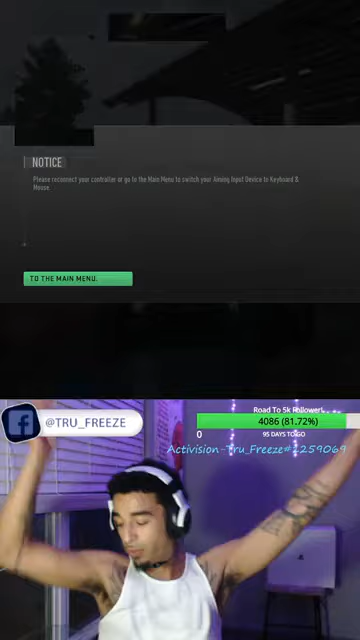 NOTICE
Please reconnect your controller or go to the Main Menu to switch your Aiming Input Device to Keyboard &
Mouse.
TO THE MAIN MENU.
@TRU_FREEZE
Road To 5k Follower!
4086 (81.72%)
0
95 DAYS TO GO
Activision-Tru_Freeze#1259069